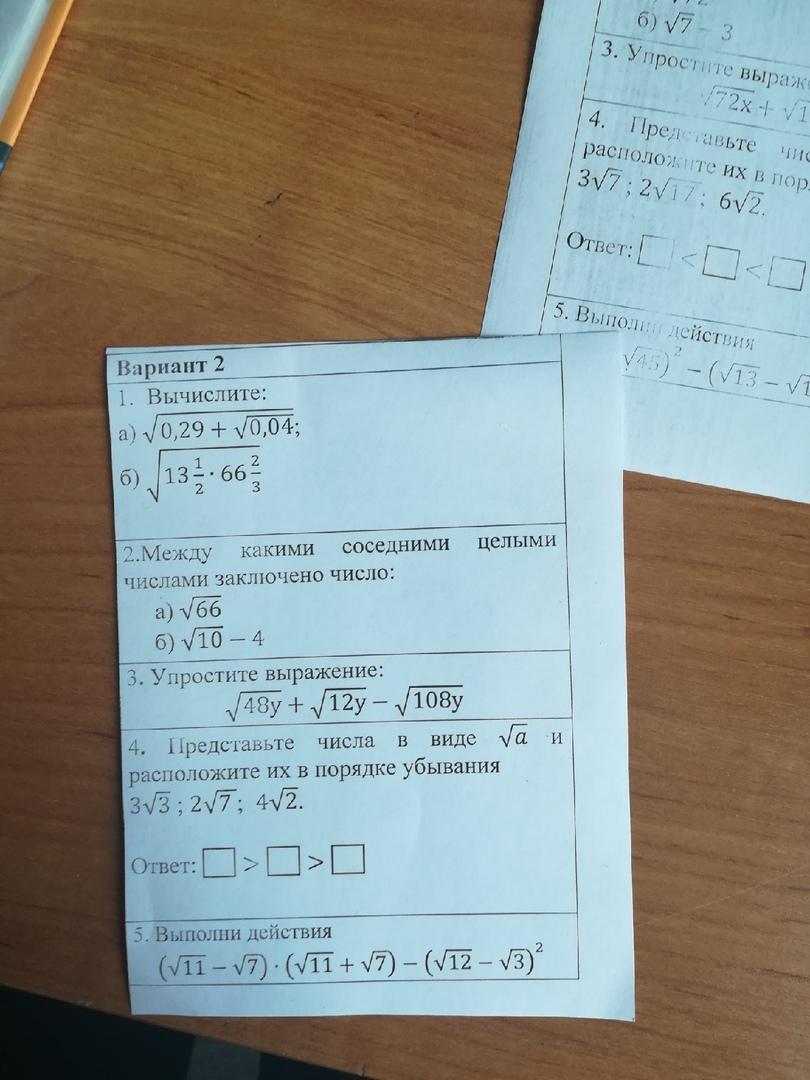 б) √7 − 3
3. Упростите
√72x + √1
4. Представьте
расположите их в
3√7 ; 2√17; 6√2.
Ответ: □ < □ < □
5. Выполни действия
√45)² − (√13 − √1
Вариант 2
1. Вычислите:
а) √(0,29 + √0,04);
б) √(13 1/2 · 66 2/3)
2.Между какими соседними целыми
числами заключено число:
а) √66
б) √10 − 4
3. Упростите выражение:
√48y + √12y − √108y
4. Представьте числа в виде √a и
расположите их в порядке убывания
3√3 ; 2√7 ; 4√2.
Ответ: □ > □ > □
5. Выполни действия
(√11 − √7) · (√11 + √7) − (√12 − √3)²